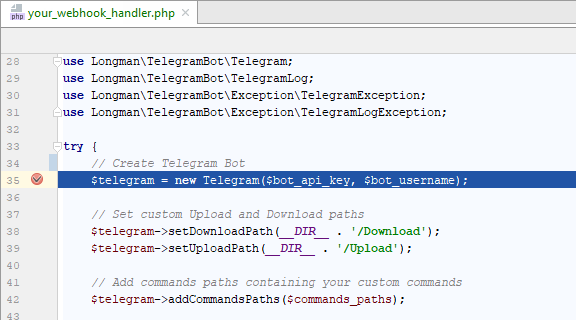 php your_webhook_handler.php ×
28 use Longman\TelegramBot\Telegram;
29 use Longman\TelegramBot\TelegramLog;
30 use Longman\TelegramBot\Exception\TelegramException;
31 use Longman\TelegramBot\Exception\TelegramLogException;
32
33 try {
34 // Create Telegram Bot
35 $telegram = new Telegram($bot_api_key, $bot_username);
36
37 // Set custom Upload and Download paths
38 $telegram->setDownloadPath(__DIR__ . '/Download');
39 $telegram->setUploadPath(__DIR__ . '/Upload');
40
41 // Add commands paths containing your custom commands
42 $telegram->addCommandsPaths($commands_paths);
43